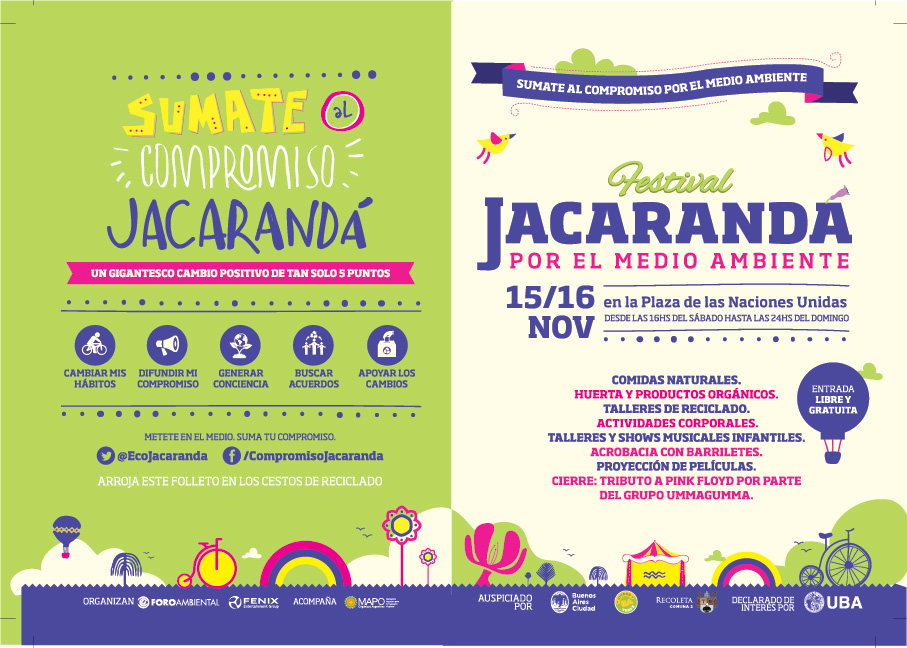 SUMATE AL
COMPROMISO
JACARANDÁ
UN GIGANTESCO CAMBIO POSITIVO DE TAN SOLO 5 PUNTOS
CAMBIAR MIS
HÁBITOS
DIFUNDIR MI
COMPROMISO
GENERAR
CONCIENCIA
BUSCAR
ACUERDOS
APOYAR LOS
CAMBIOS
METETE EN EL MEDIO. SUMA TU COMPROMISO.
@EcoJacaranda /CompromisoJacaranda
ARROJA ESTE FOLLETO EN LOS CESTOS DE RECICLADO
ORGANIZAN FOROAMBIENTAL FENIX
Entertainment Group
ACOMPAÑA MAPO
SUMATE AL COMPROMISO POR EL MEDIO AMBIENTE
Festival
JACARANDÁ
POR EL MEDIO AMBIENTE
15/16
NOV
en la Plaza de las Naciones Unidas
DESDE LAS 16HS DEL SÁBADO HASTA LAS 24HS DEL DOMINGO
COMIDAS NATURALES.
HUERTA Y PRODUCTOS ORGÁNICOS.
TALLERES DE RECICLADO.
ACTIVIDADES CORPORALES.
TALLERES Y SHOWS MUSICALES INFANTILES.
ACROBACIA CON BARRILETES.
PROYECCIÓN DE PELÍCULAS.
CIERRE: TRIBUTO A PINK FLOYD POR PARTE
DEL GRUPO UMMAGUMMA.
ENTRADA
LIBRE Y
GRATUITA
AUSPICIADO
POR
Buenos
Aires
Ciudad
RECOLETA
COMUNA 2
DECLARADO DE
INTERÉS POR
UBA